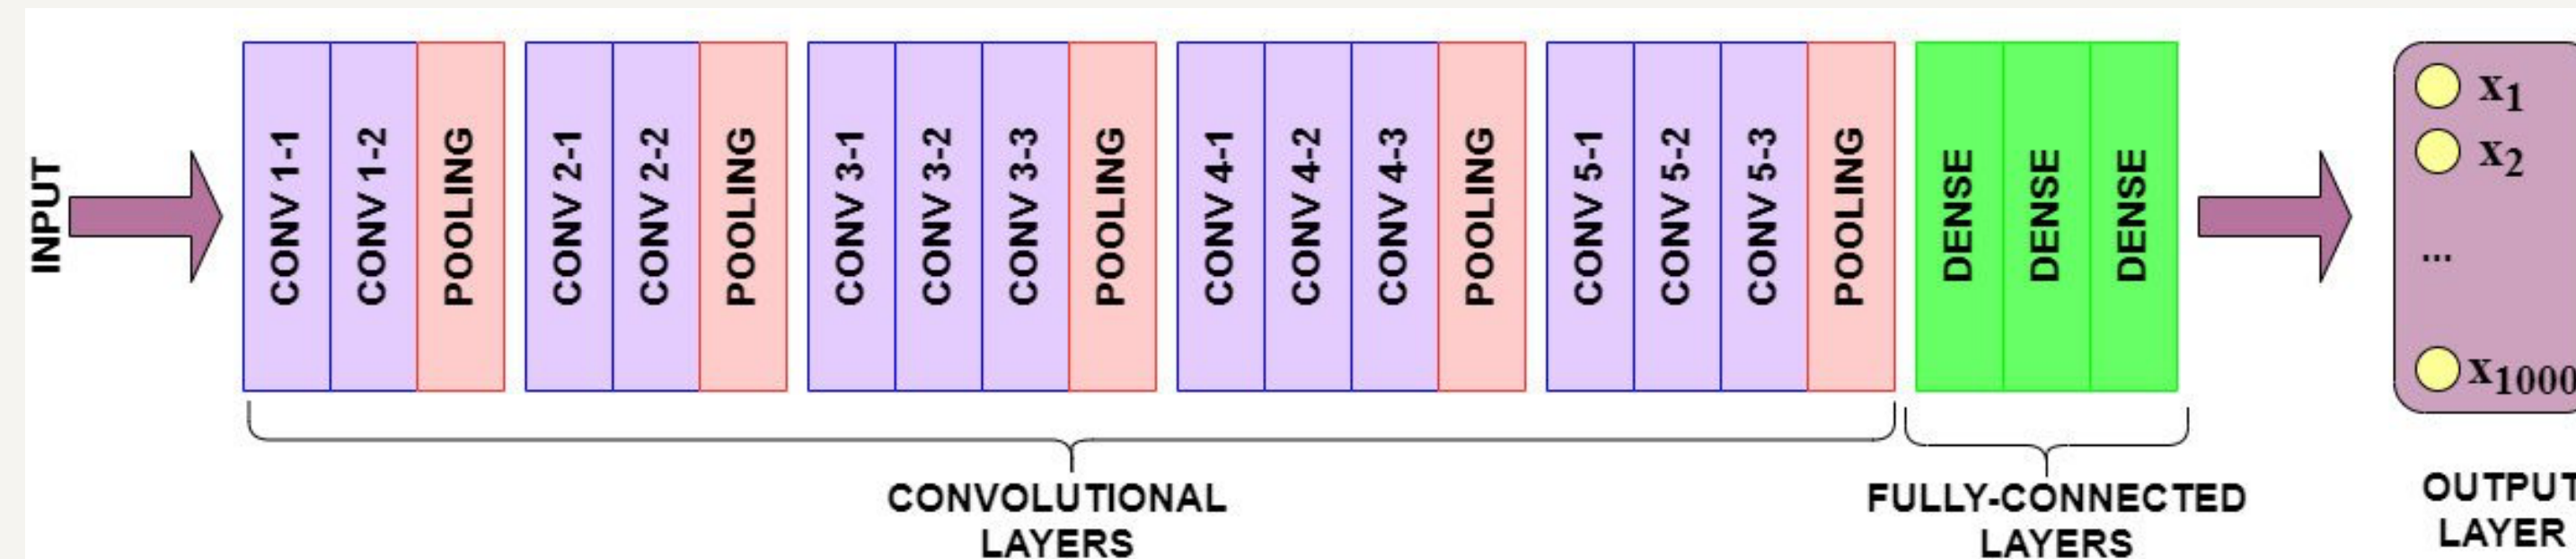 INPUT
CONV 1-1
CONV 1-2
POOLING
CONV 2-1
CONV 2-2
POOLING
CONV 3-1
CONV 3-2
CONV 3-3
POOLING
CONV 4-1
CONV 4-2
CONV 4-3
POOLING
CONV 5-1
CONV 5-2
CONV 5-3
POOLING
DENSE
DENSE
DENSE
x₁
x₂
...
x₁₀₀₀
CONVOLUTIONAL
LAYERS
FULLY-CONNECTED
LAYERS
OUTPUT
LAYER